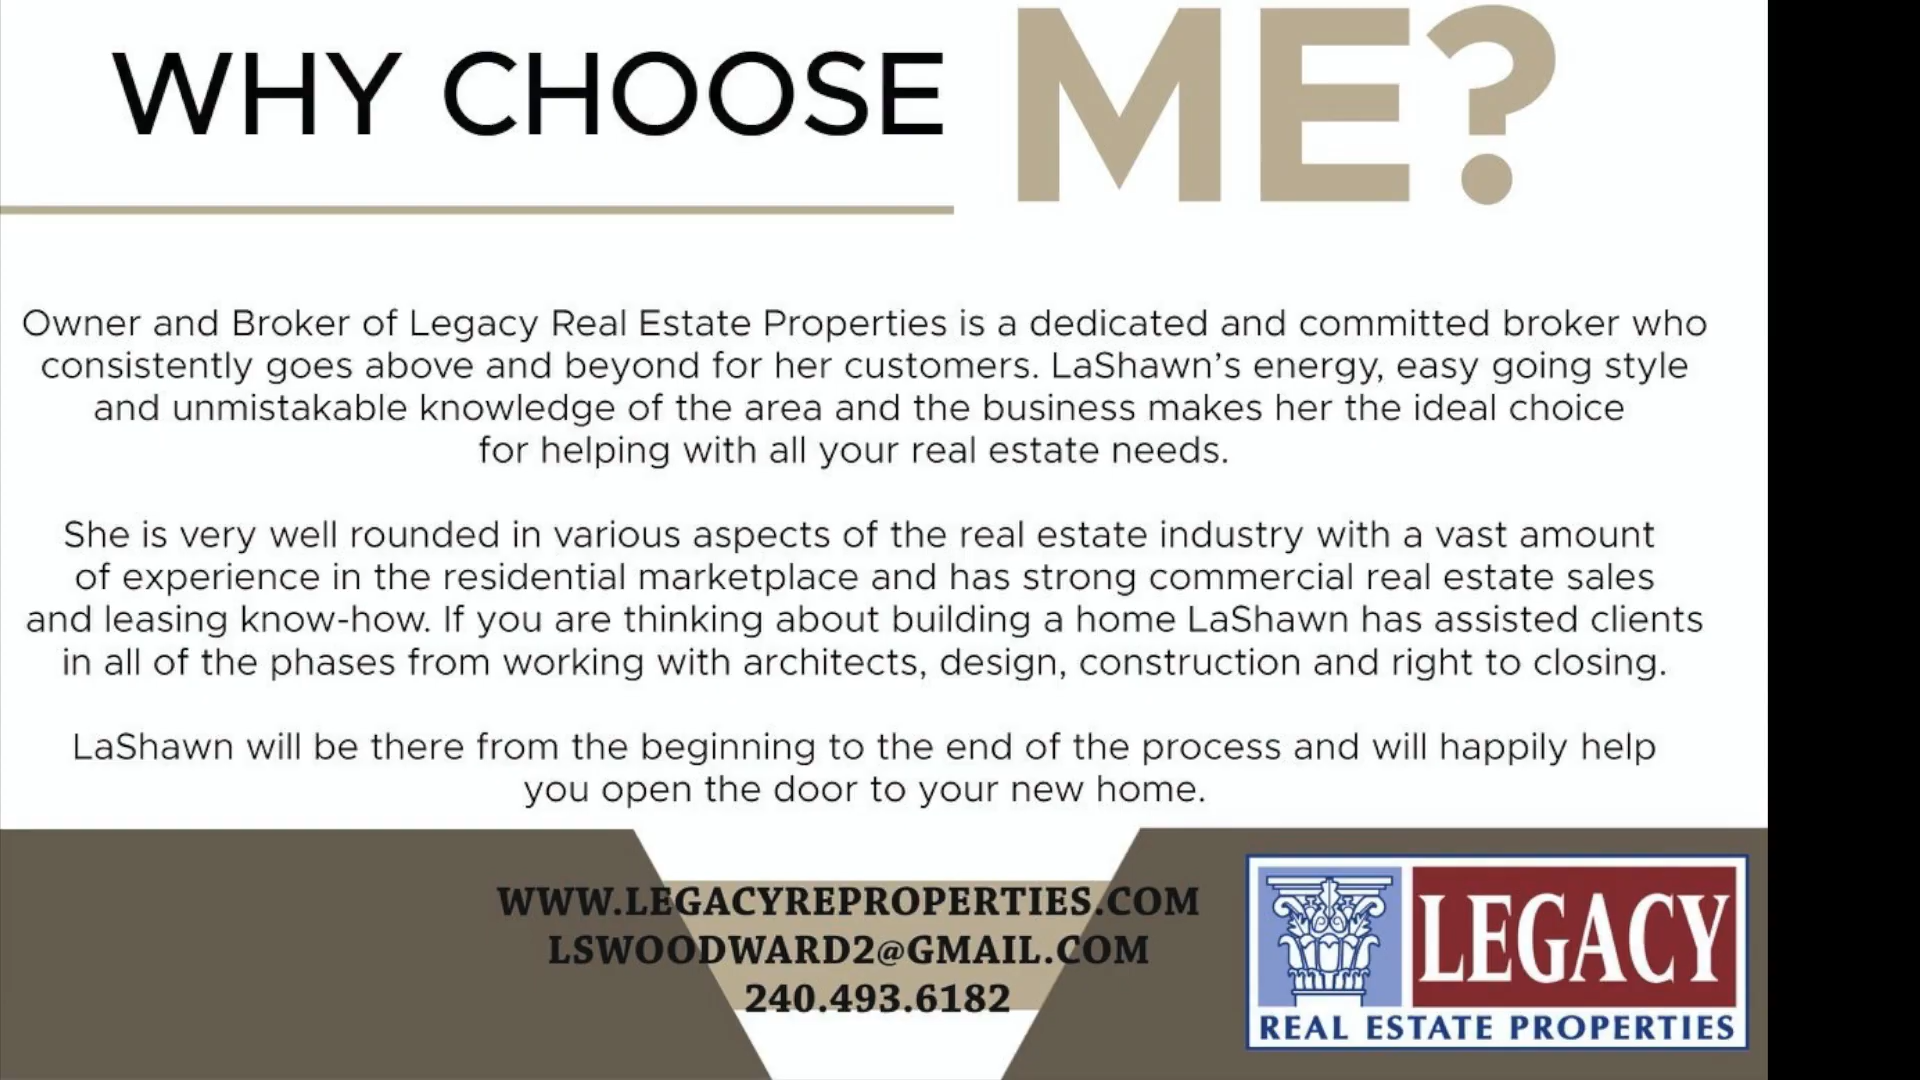 WHY CHOOSE ME?
Owner and Broker of Legacy Real Estate Properties is a dedicated and committed broker who
consistently goes above and beyond for her customers. LaShawn’s energy, easy going style
and unmistakable knowledge of the area and the business makes her the ideal choice
for helping with all your real estate needs.
She is very well rounded in various aspects of the real estate industry with a vast amount
of experience in the residential marketplace and has strong commercial real estate sales
and leasing know-how. If you are thinking about building a home LaShawn has assisted clients
in all of the phases from working with architects, design, construction and right to closing.
LaShawn will be there from the beginning to the end of the process and will happily help
you open the door to your new home.
WWW.LEGACYREPROPERTIES.COM
LSWOODWARD2@GMAIL.COM
240.493.6182
LEGACY
REAL ESTATE PROPERTIES